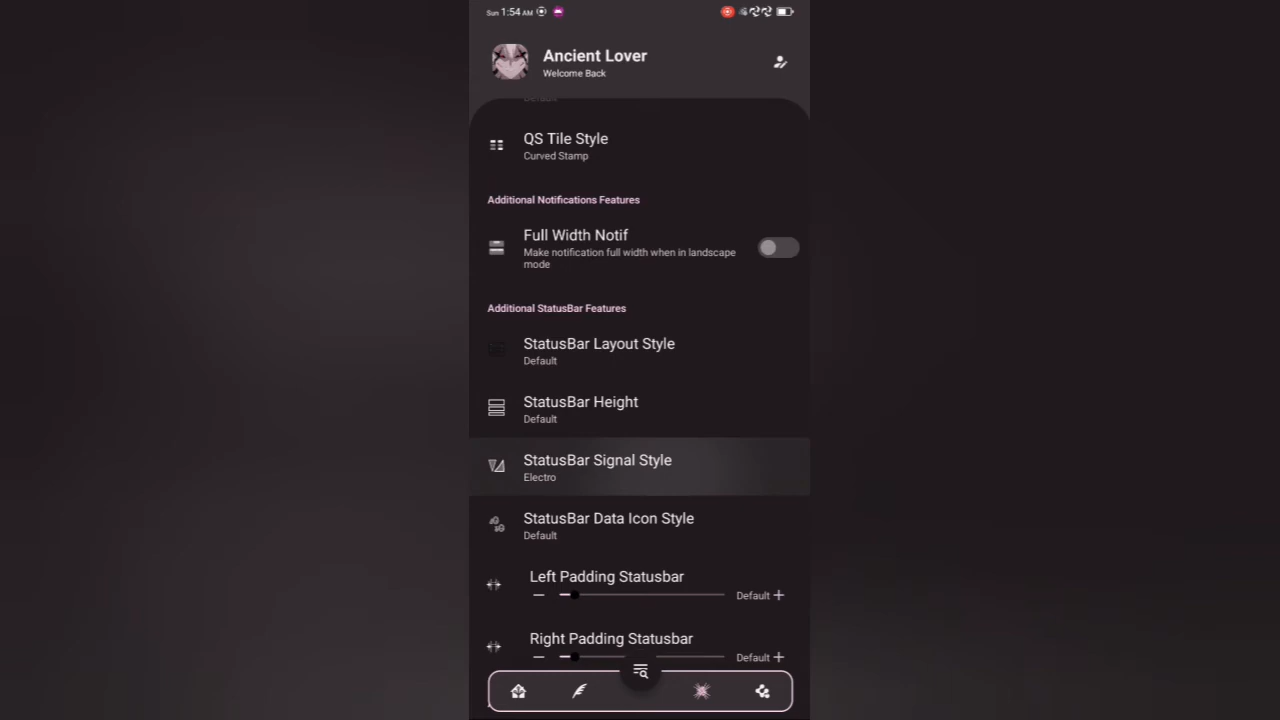 Sun 1:54 AM
Ancient Lover
Welcome Back
Default
QS Tile Style
Curved Stamp
Additional Notifications Features
Full Width Notif
Make notification full width when in landscape
mode
Additional StatusBar Features
StatusBar Layout Style
Default
StatusBar Height
Default
StatusBar Signal Style
Electro
StatusBar Data Icon Style
Default
Left Padding Statusbar
Default
Right Padding Statusbar
Default